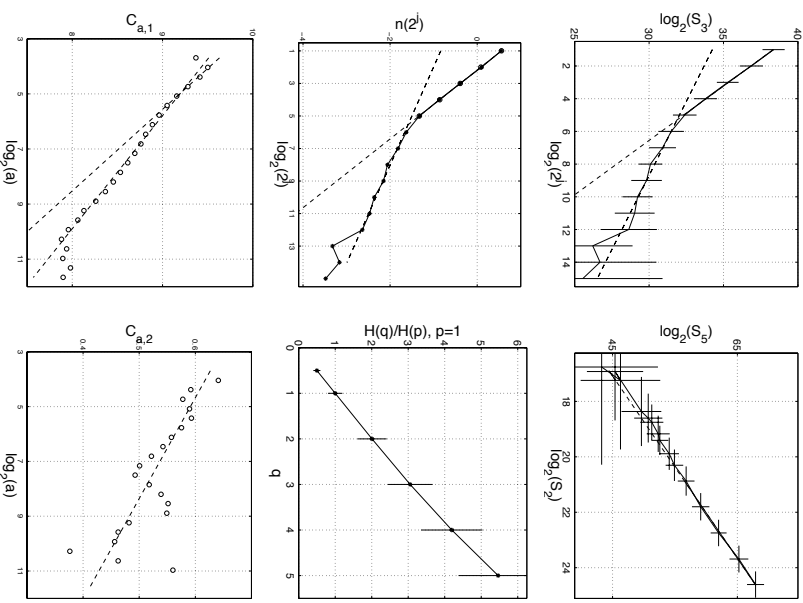 C_{a,1}
8 9 10
3
5
7
9
11
log_2(a)
n(2^j)
-4 -2 0
1
3
5
7
9
11
13
log_2(2^j)
log_2(S_3)
25 30 35 40
2
4
6
8
10
12
14
log_2(2^j)
C_{a,2}
0.4 0.5 0.6
3
5
7
9
11
log_2(a)
H(q)/H(p), p=1
0 1 2 3 4 5 6
0
1
2
3
4
5
q
log_2(S_5)
45 65
18
20
22
24
log_2(S_2)